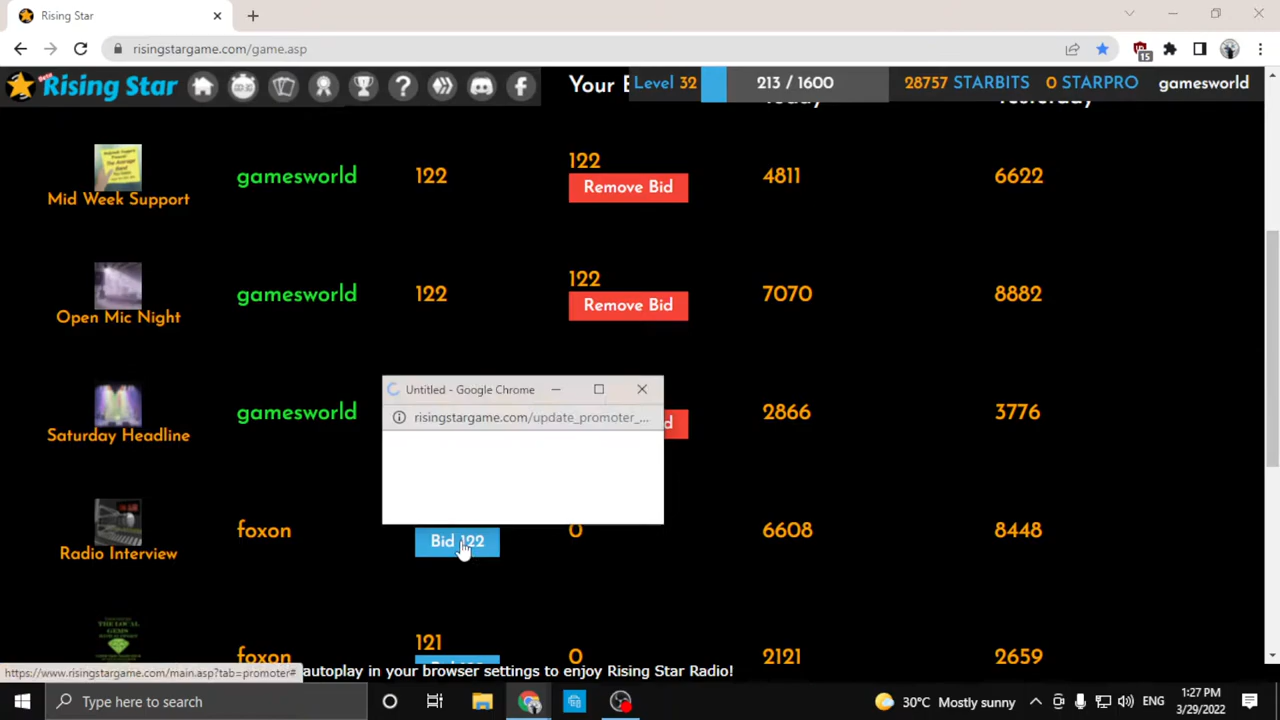 Rising Star
risingstargame.com/game.asp
15
Beta Rising Star
Your
Level 32
213 / 1600
28757 STARBITS
0 STARPRO
gamesworld
Today
Yesterday
Mid Week Support
gamesworld
122
122
Remove Bid
4811
6622
Open Mic Night
gamesworld
122
122
Remove Bid
7070
8882
Saturday Headline
gamesworld
2866
3776
Untitled - Google Chrome
risingstargame.com/update_promoter_...
Radio Interview
foxon
Bid 122
0
6608
8448
foxon
121
0
2121
2659
https://www.risingstargame.com/main.asp?tab=promoter#
autoplay in your browser settings to enjoy Rising Star Radio!
Type here to search
30°C Mostly sunny
ENG
1:27 PM
3/29/2022